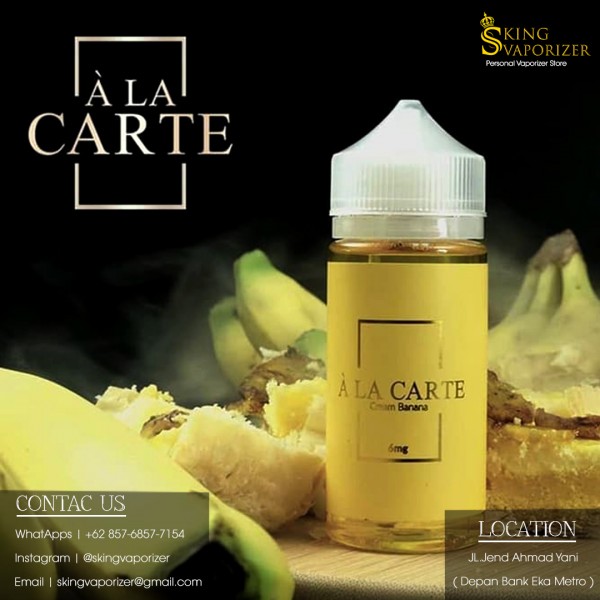 À LA
CARTE
SKING
VAPORIZER
Personal Vaporizer Store
À LA CARTE
Cream Banana
6mg
CONTAC US
WhatApps | +62 857-6857-7154
Instagram | @skingvaporizer
Email | skingvaporizer@gmail.com
LOCATION
JL.Jend Ahmad Yani
( Depan Bank Eka Metro )